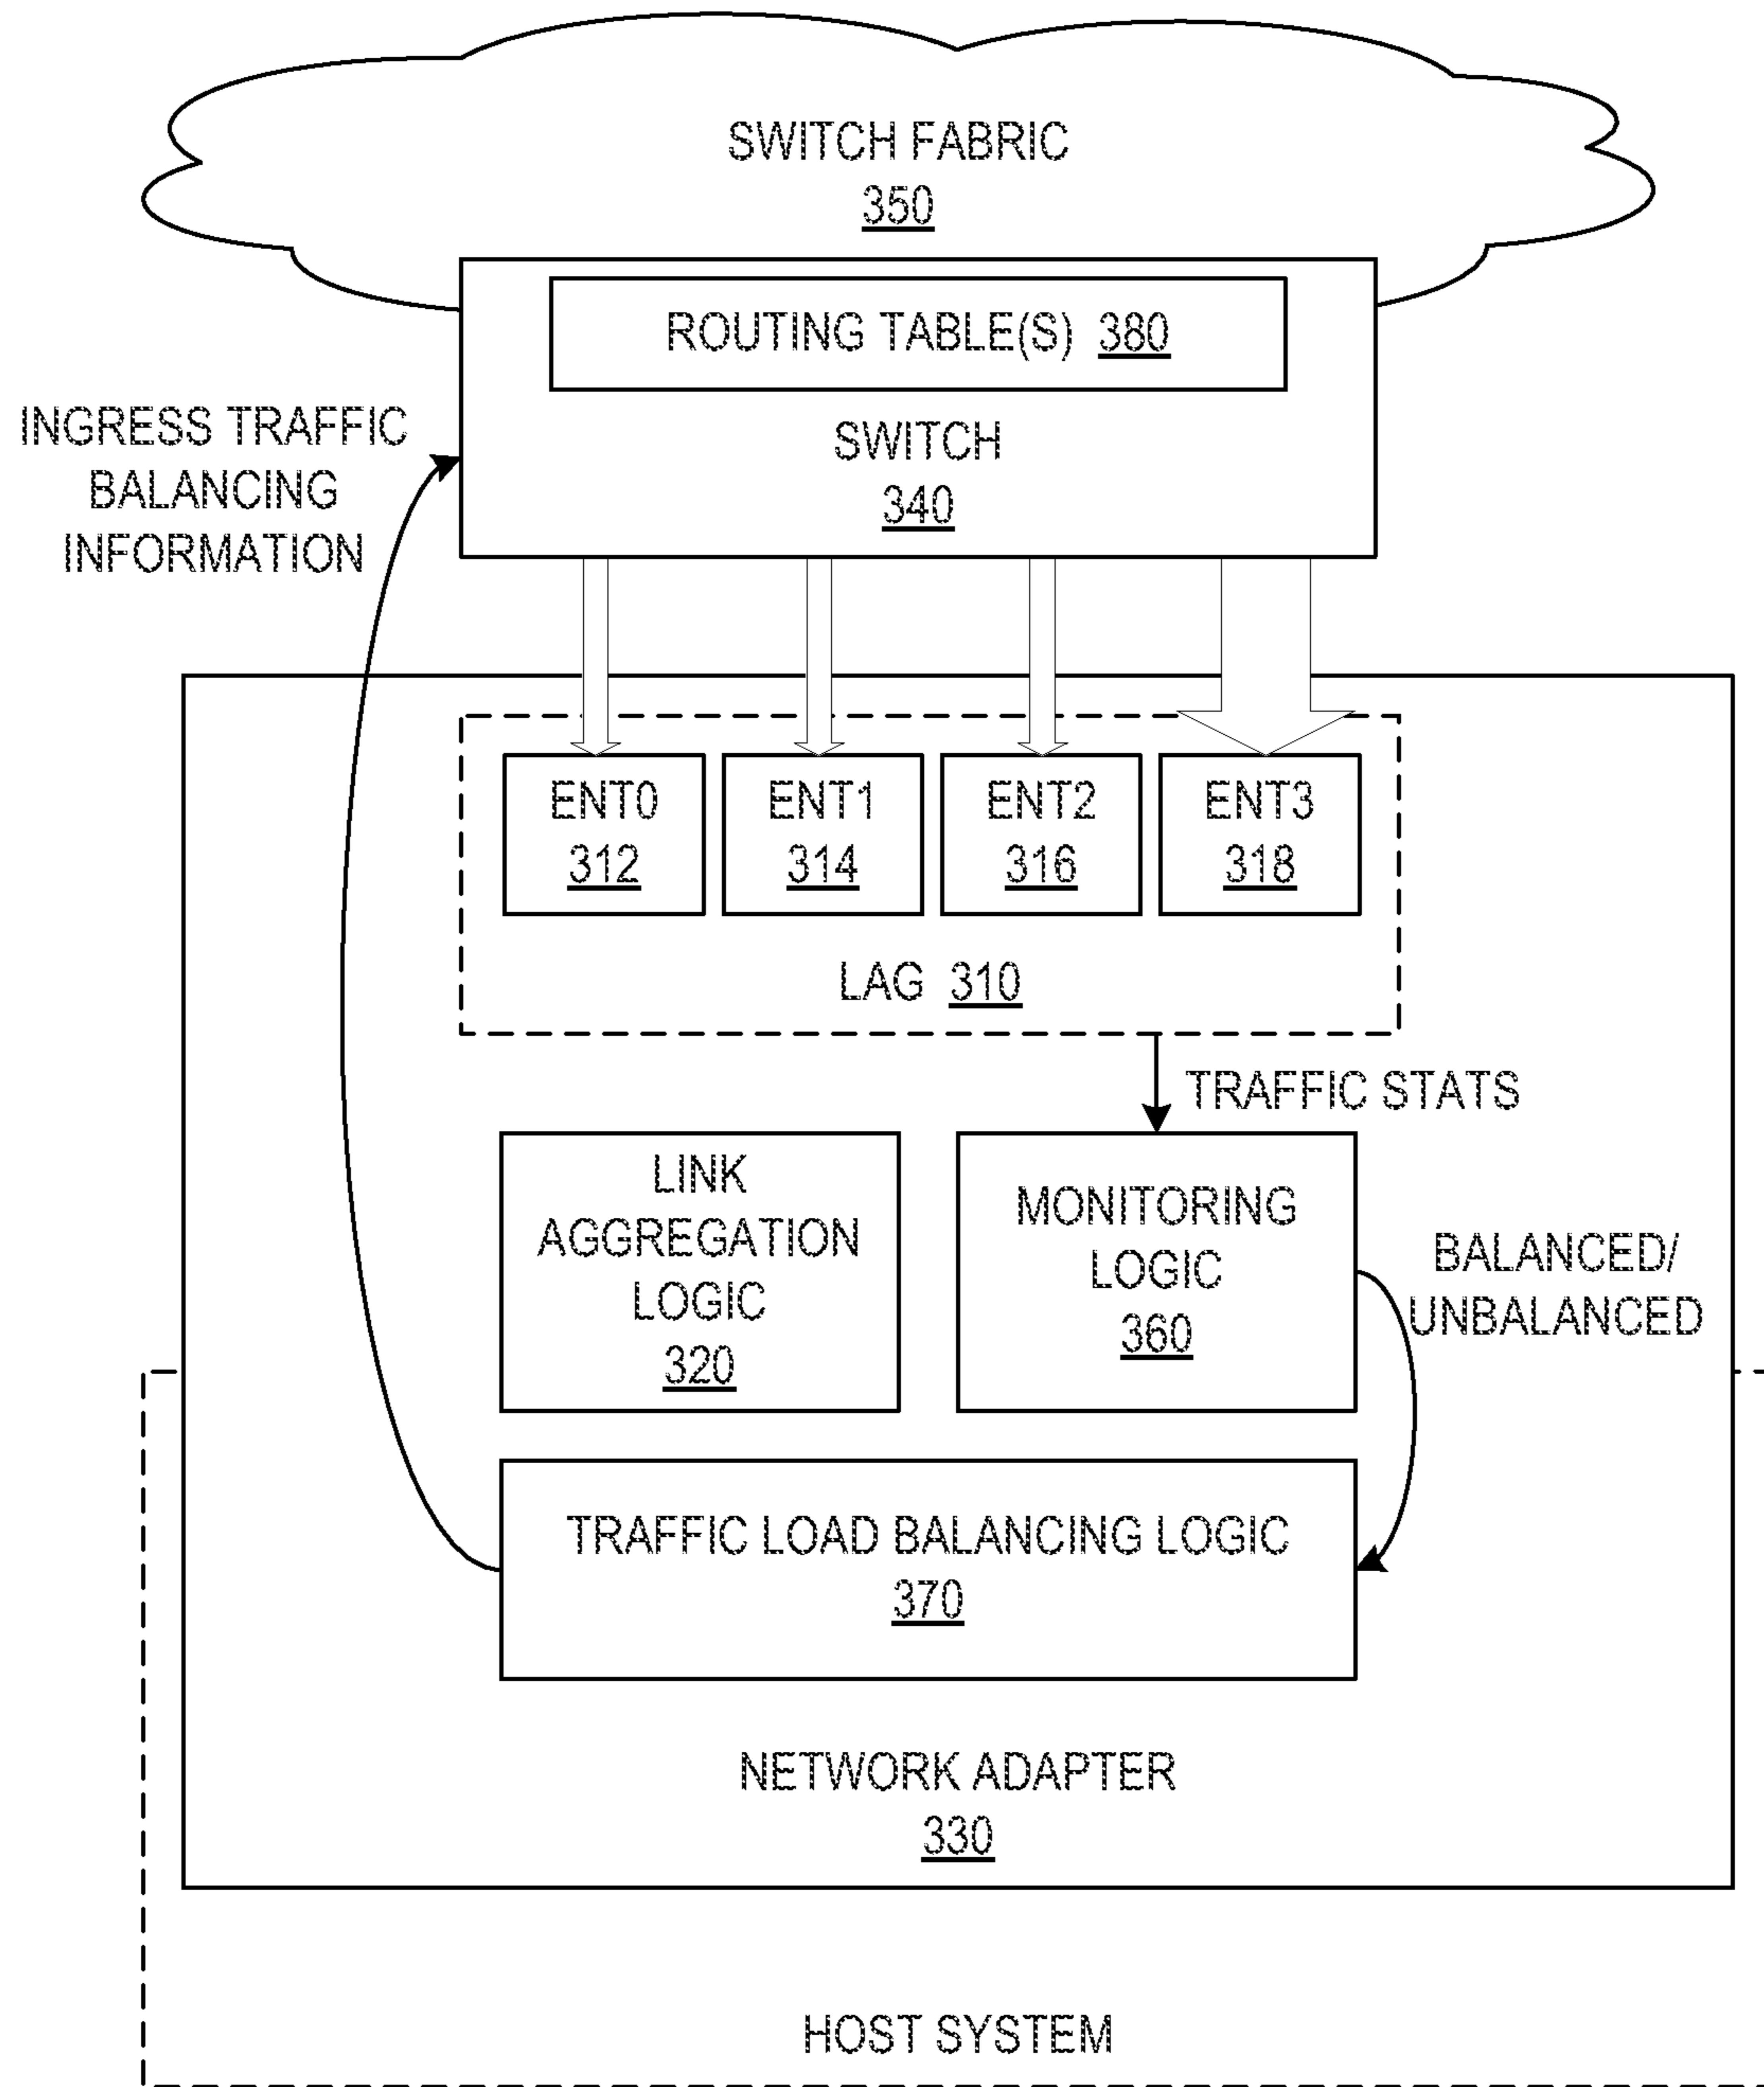 SWITCH FABRIC
350
ROUTING TABLE(S) 380
SWITCH
340
INGRESS TRAFFIC
BALANCING
INFORMATION
ENT0
312
ENT1
314
ENT2
316
ENT3
318
LAG 310
TRAFFIC STATS
LINK
AGGREGATION
LOGIC
320
MONITORING
LOGIC
360
BALANCED/
UNBALANCED
TRAFFIC LOAD BALANCING LOGIC
370
NETWORK ADAPTER
330
HOST SYSTEM